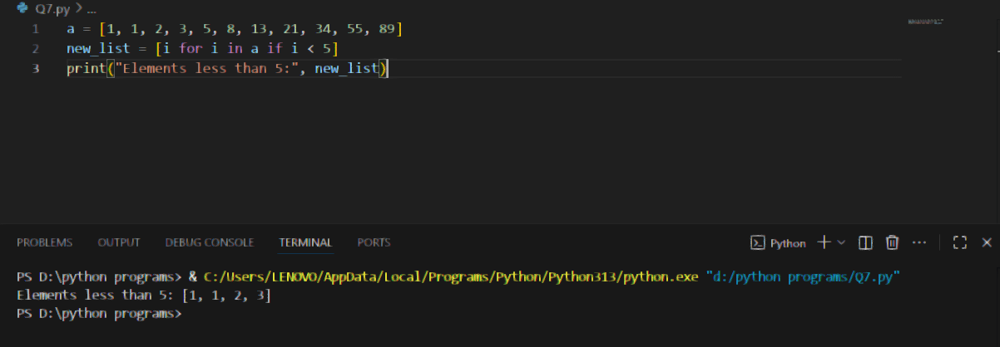 Q7.py > ...
1 a = [1, 1, 2, 3, 5, 8, 13, 21, 34, 55, 89]
2 new_list = [i for i in a if i < 5]
3 print("Elements less than 5:", new_list)
PROBLEMS OUTPUT DEBUG CONSOLE TERMINAL PORTS Python
PS D:\python programs> & C:/Users/LENOVO/AppData/Local/Programs/Python/Python313/python.exe "d:/python programs/Q7.py"
Elements less than 5: [1, 1, 2, 3]
PS D:\python programs>